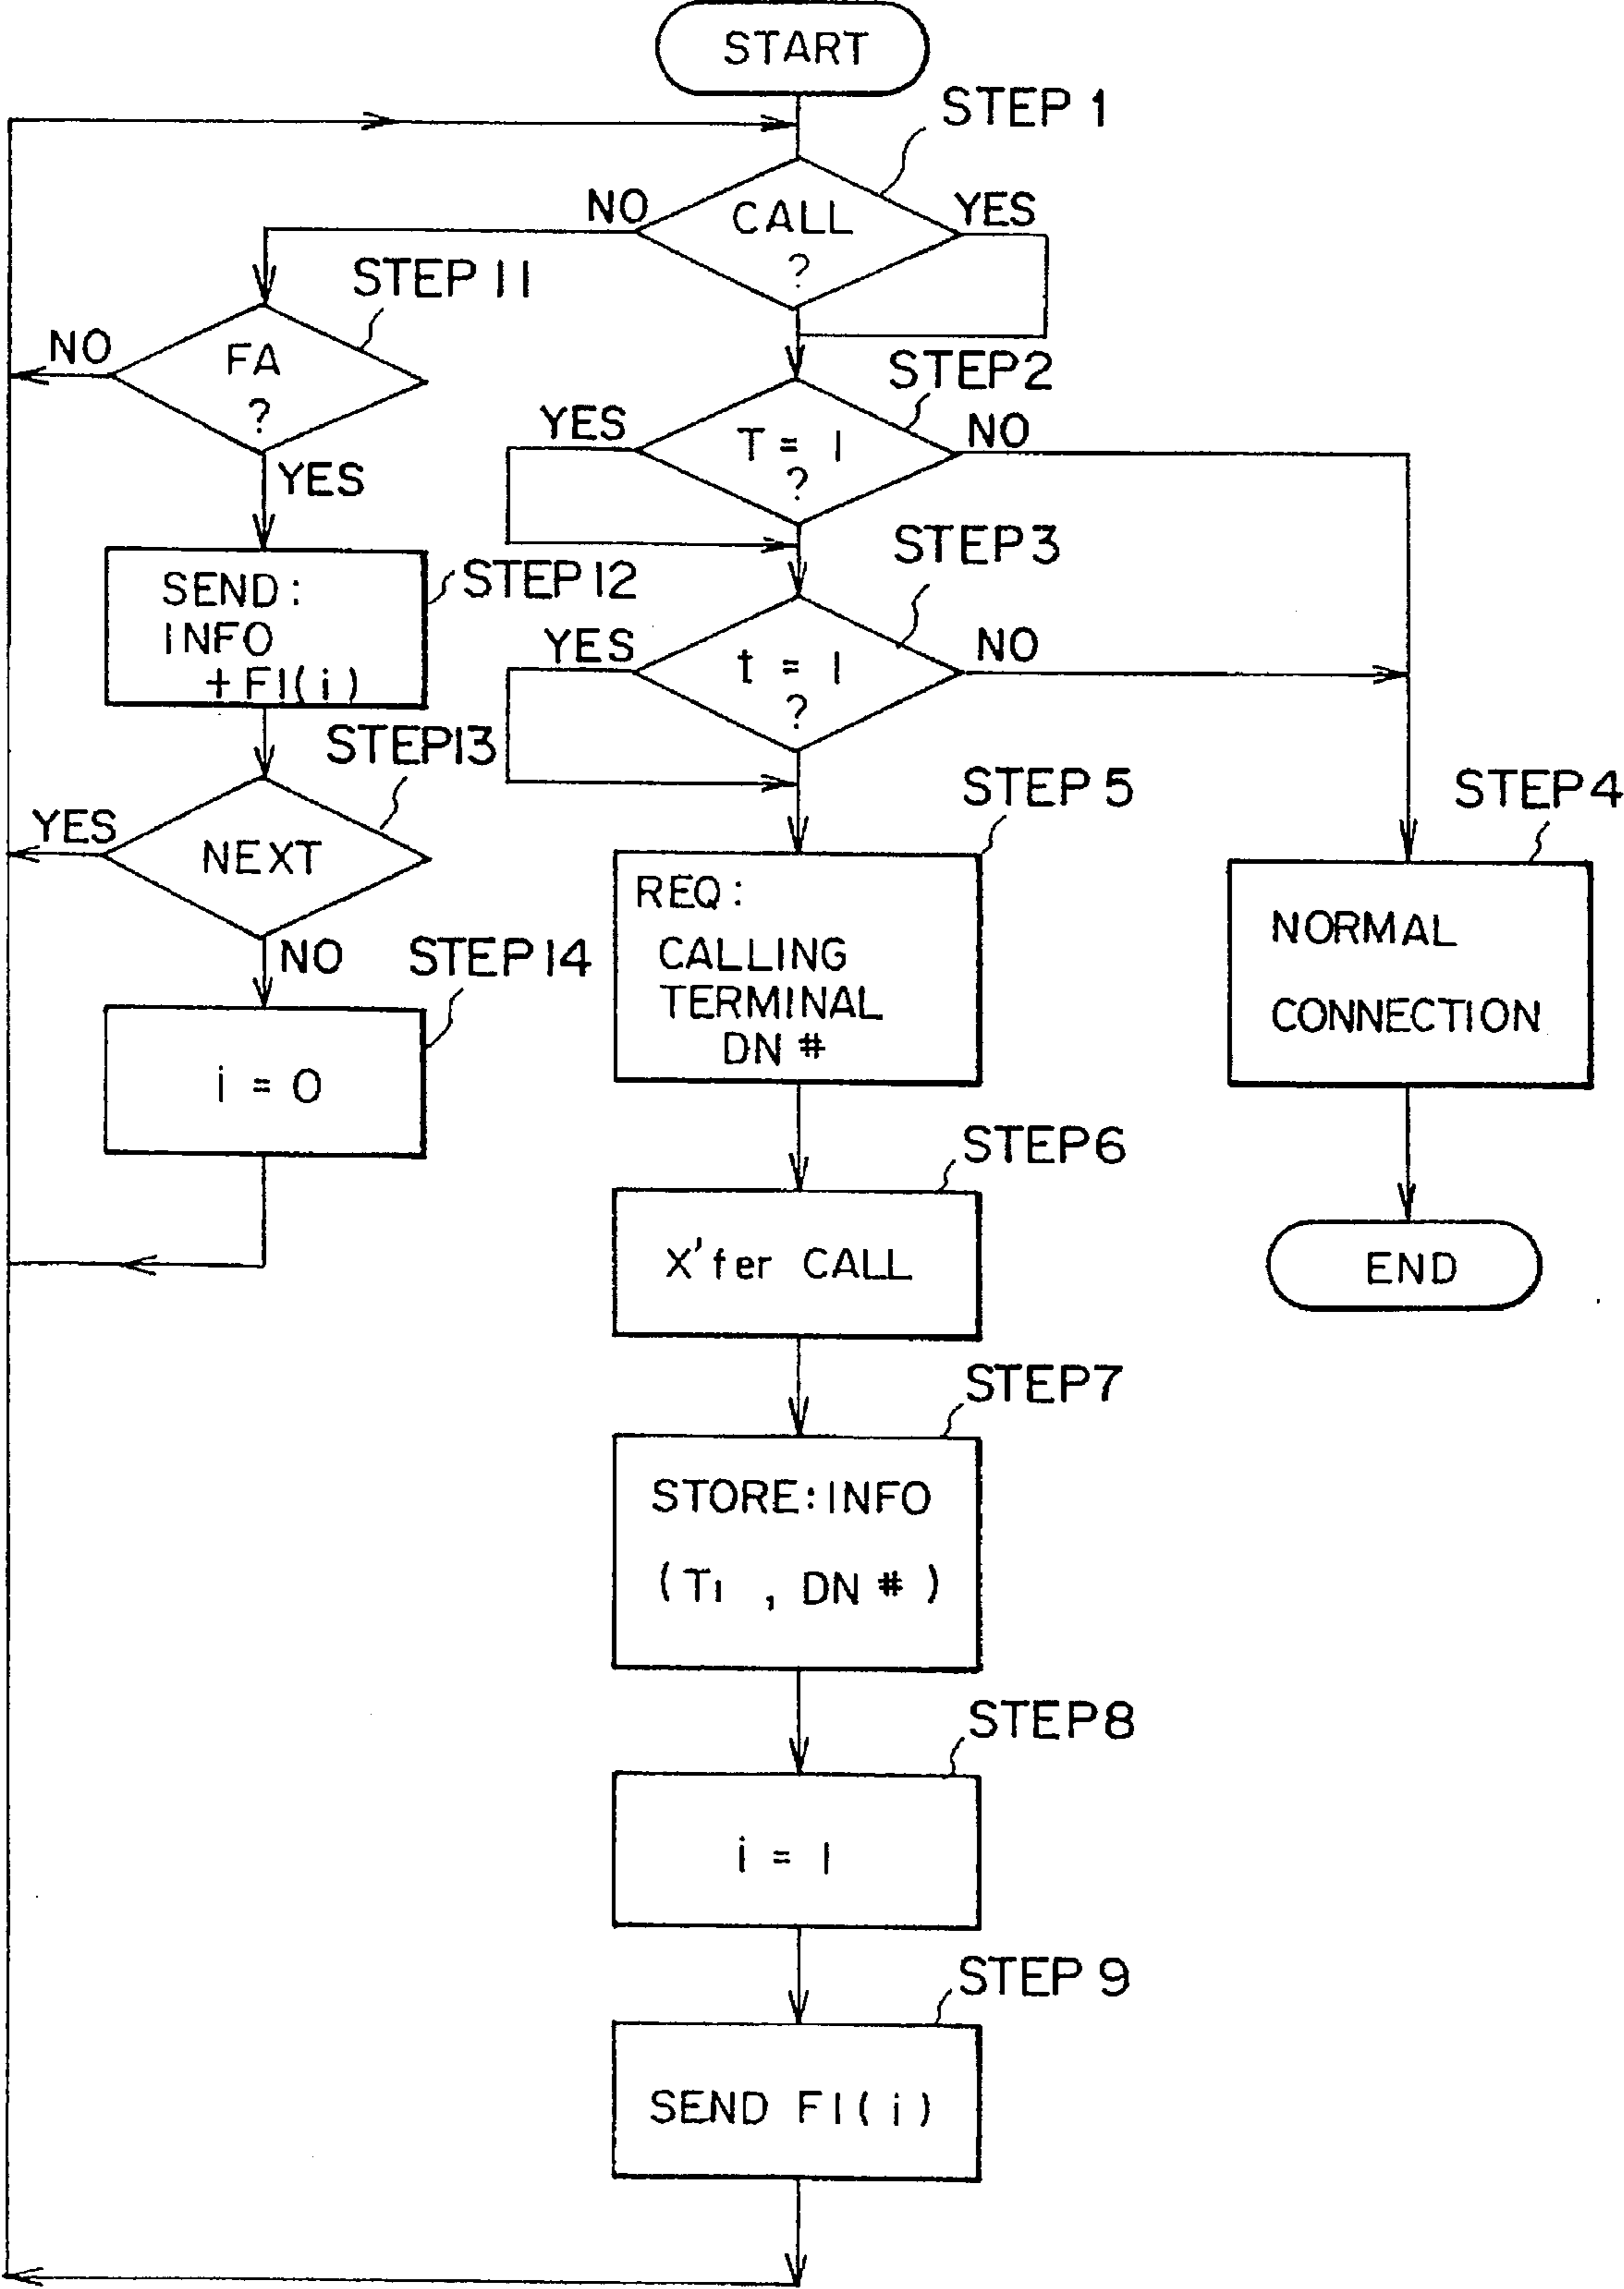 START
STEP 1
NO
CALL
?
YES
STEP 11
NO
FA
?
YES
STEP2
YES
T = 1
?
NO
SEND:
INFO
+FI(i)
STEP12
STEP3
YES
t = 1
?
NO
STEP13
YES
NEXT
NO
STEP 5
REQ:
CALLING
TERMINAL
DN #
STEP4
NORMAL
CONNECTION
STEP 14
i = 0
STEP6
X'fer CALL
END
STEP7
STORE:INFO
(T1 , DN # )
STEP8
i = 1
STEP 9
SEND FI(i)